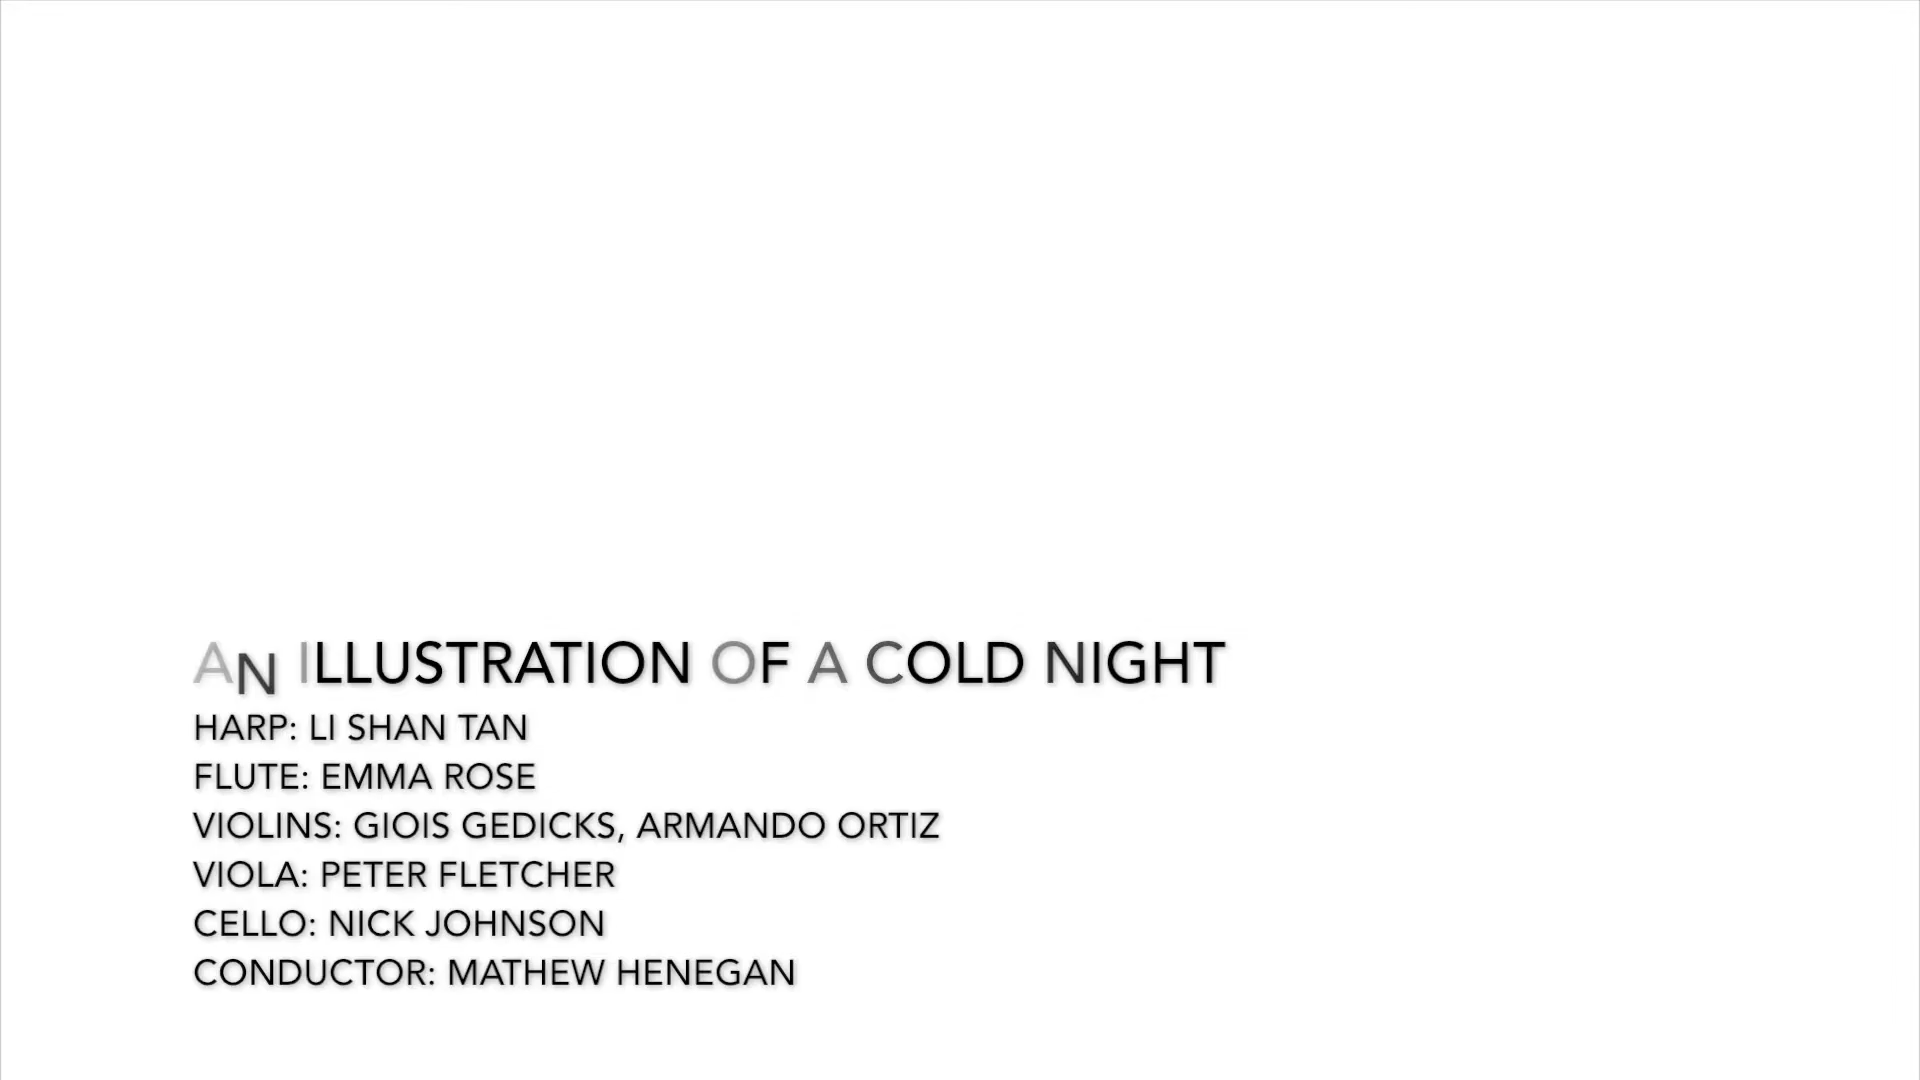 AN ILLUSTRATION OF A COLD NIGHT
HARP: LI SHAN TAN
FLUTE: EMMA ROSE
VIOLINS: GIOIS GEDICKS, ARMANDO ORTIZ
VIOLA: PETER FLETCHER
CELLO: NICK JOHNSON
CONDUCTOR: MATHEW HENEGAN